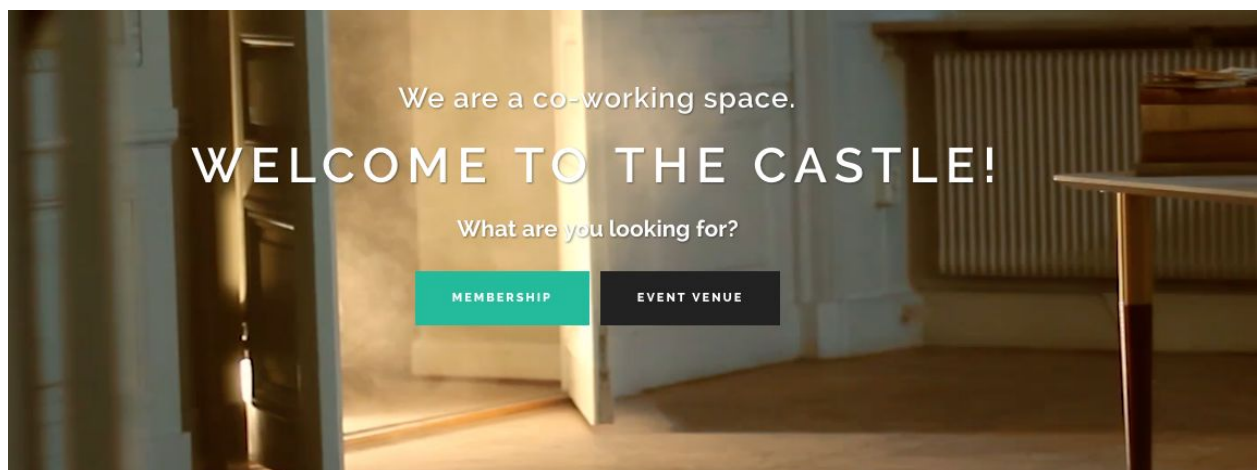 We are a co-working space.
WELCOME TO THE CASTLE!
What are you looking for?
MEMBERSHIP
EVENT VENUE